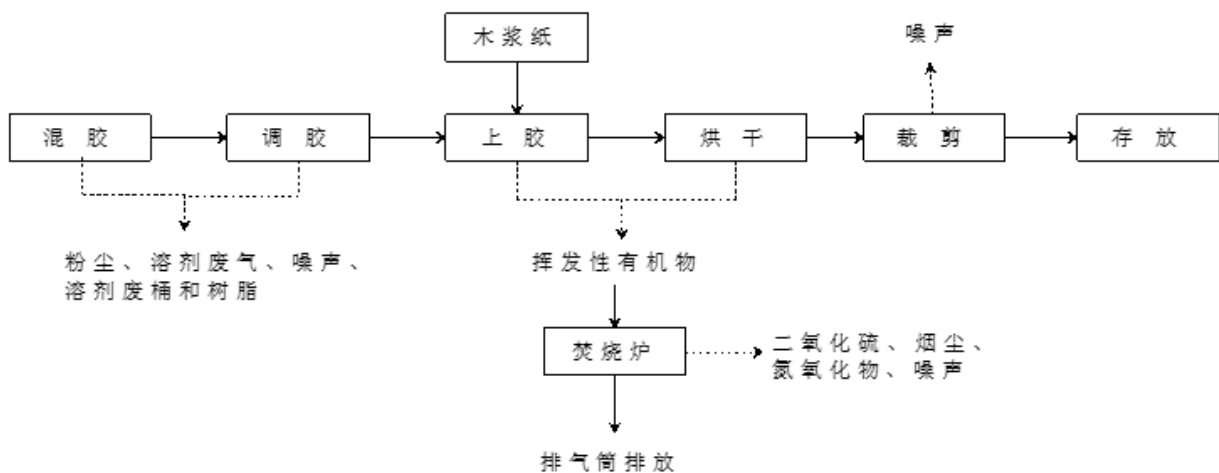 木浆纸
噪声
混胶
调胶
上胶
烘干
裁剪
存放
粉尘、溶剂废气、噪声、
溶剂废桶和树脂
挥发性有机物
焚烧炉
二氧化硫、烟尘、
氮氧化物、噪声
排气筒排放